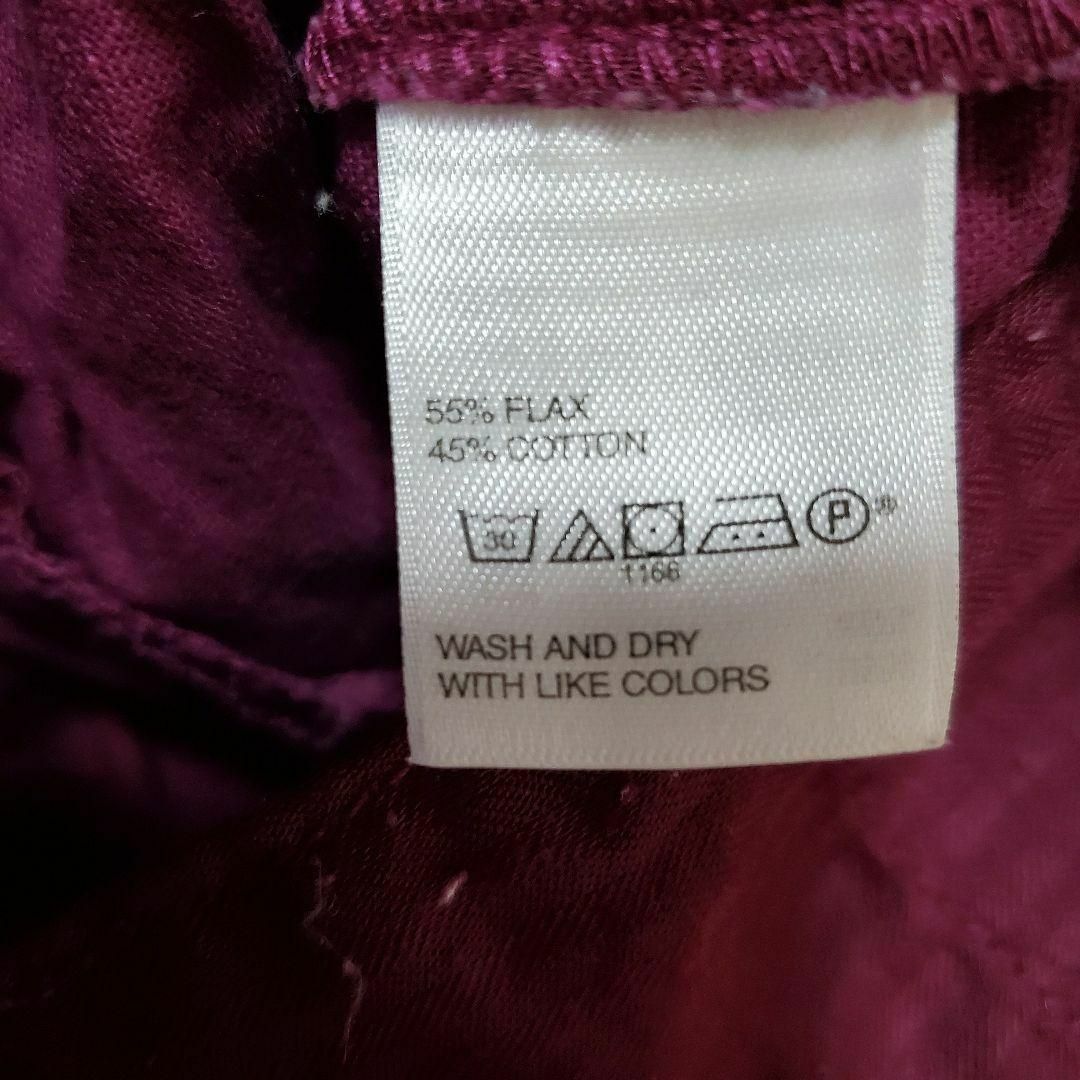 55% FLAX
45% COTTON
30 P ®
1166
WASH AND DRY
WITH LIKE COLORS